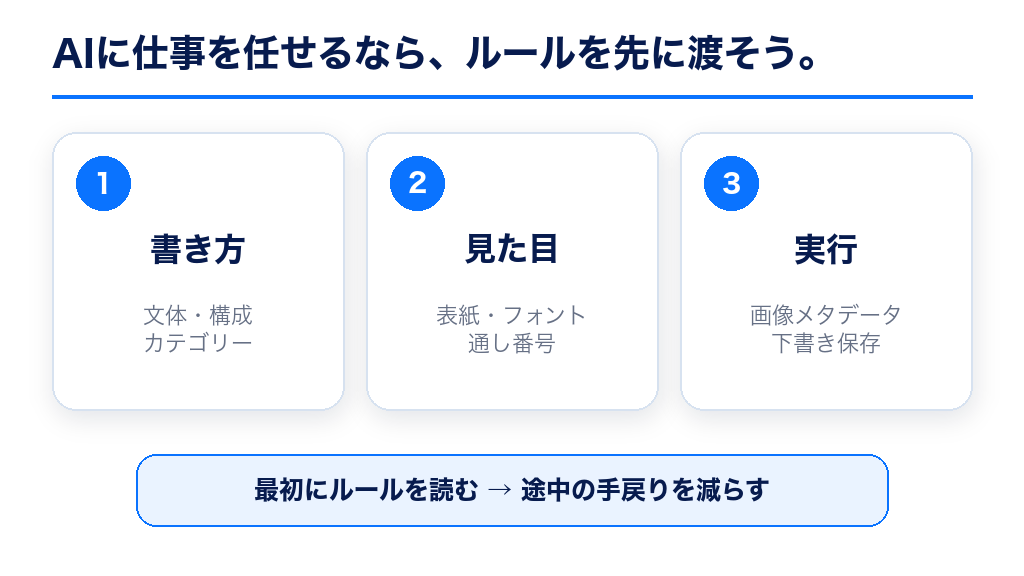 AIに仕事を任せるなら、ルールを先に渡そう。
1
書き方
文体・構成
カテゴリー
2
見た目
表紙・フォント
通し番号
3
実行
画像メタデータ
下書き保存
最初にルールを読む → 途中の手戻りを減らす